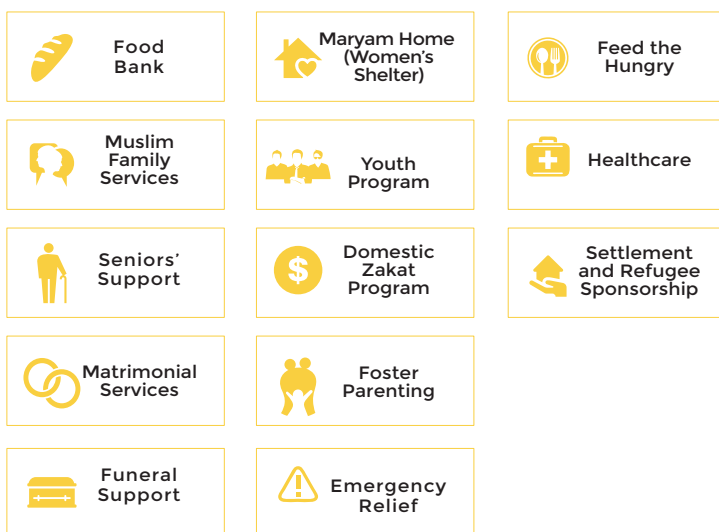 Food
Bank
Maryam Home
(Women's
Shelter)
Feed the
Hungry
Muslim
Family
Services
Youth
Program
Healthcare
Seniors'
Support
$
Domestic
Zakat
Program
Settlement
and Refugee
Sponsorship
Matrimonial
Services
Foster
Parenting
Funeral
Support
Emergency
Relief